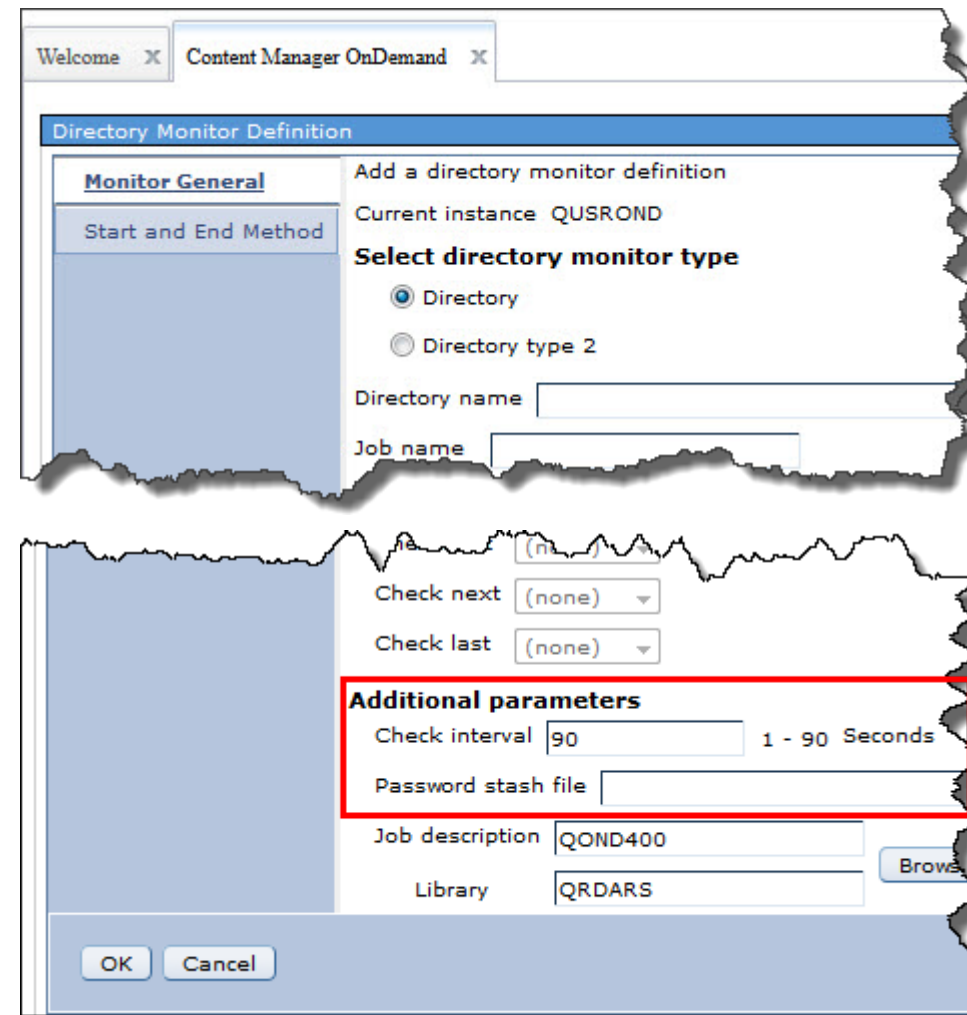 Welcome X Content Manager OnDemand X
Directory Monitor Definition
Monitor General
Start and End Method
Add a directory monitor definition
Current instance QUSROND
Select directory monitor type
Directory
Directory type 2
Directory name
Job name
Check next (none)
Check last (none)
Additional parameters
Check interval 90 1 - 90 Seconds
Password stash file
Job description QOND400
Library QRDARS
OK Cancel